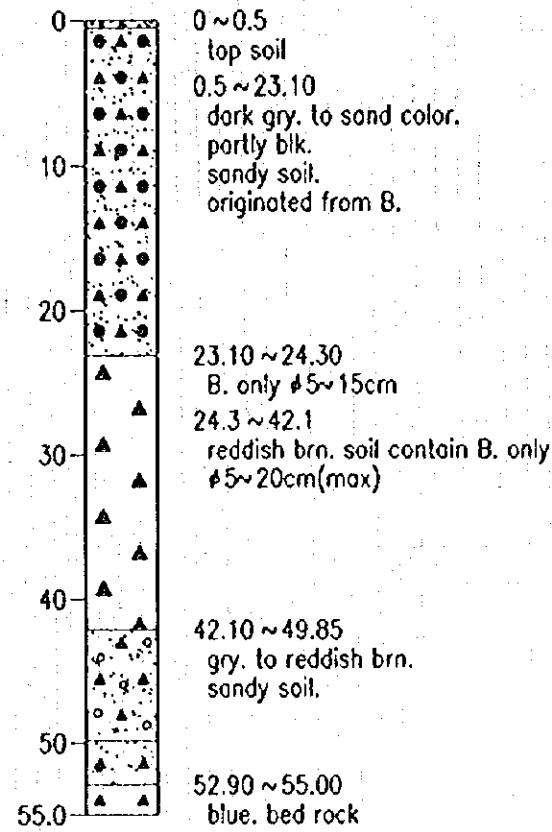 0
0~0.5
top soil
0.5~23.10
dark gry. to sand color.
partly blk.
sandy soil.
originated from B.
10
20
23.10~24.30
B. only ϕ5~15cm
24.3~42.1
reddish brn. soil contain B. only
ϕ5~20cm(max)
30
40
42.10~49.85
gry. to reddish brn.
sandy soil.
50
52.90~55.00
blue. bed rock
55.0